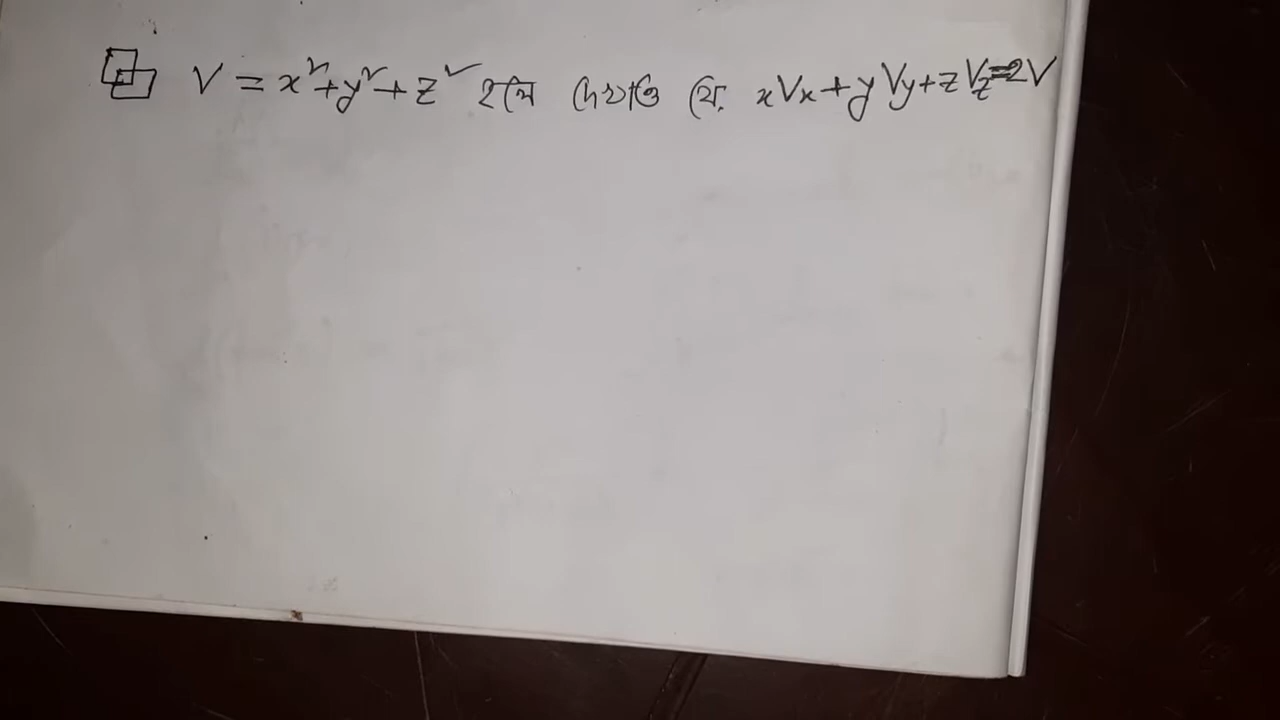 V = x²+y²+z² হলে দেখাও যে, xVx+yVy+zVz=2V